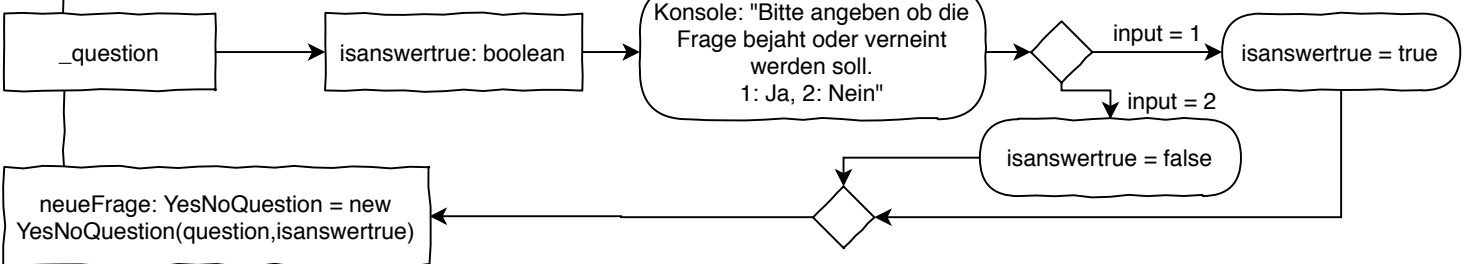 _question
isanswertrue: boolean
Konsole: "Bitte angeben ob die
Frage bejaht oder verneint
werden soll.
1: Ja, 2: Nein"
input = 1
isanswertrue = true
input = 2
isanswertrue = false
neueFrage: YesNoQuestion = new
YesNoQuestion(question,isanswertrue)